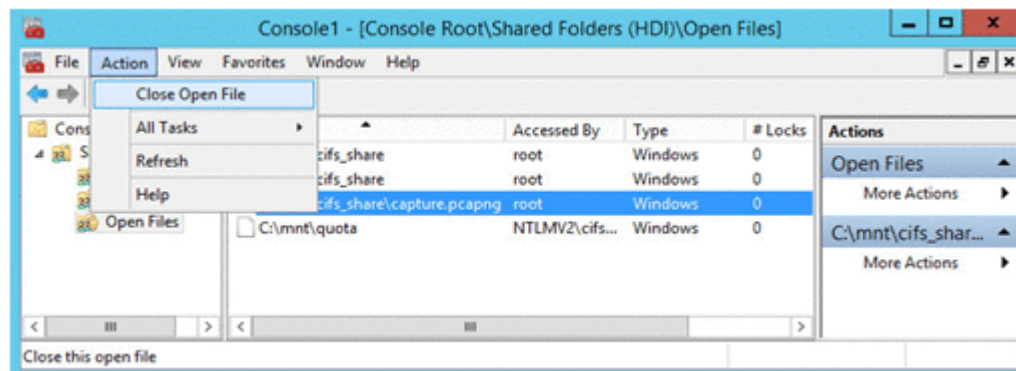 Console1 - [Console Root\Shared Folders (HDI)\Open Files]
File Action View Favorites Window Help
Close Open File
All Tasks
Refresh
Help
Cons
S
Open Files
Accessed By Type # Locks
cifs_share root Windows 0
cifs_share root Windows 0
cifs_share\capture.pcapng root Windows 0
C:\mnt\quota NTLMV2\cifs... Windows 0
Actions
Open Files
More Actions
C:\mnt\cifs_shar...
More Actions
Close this open file